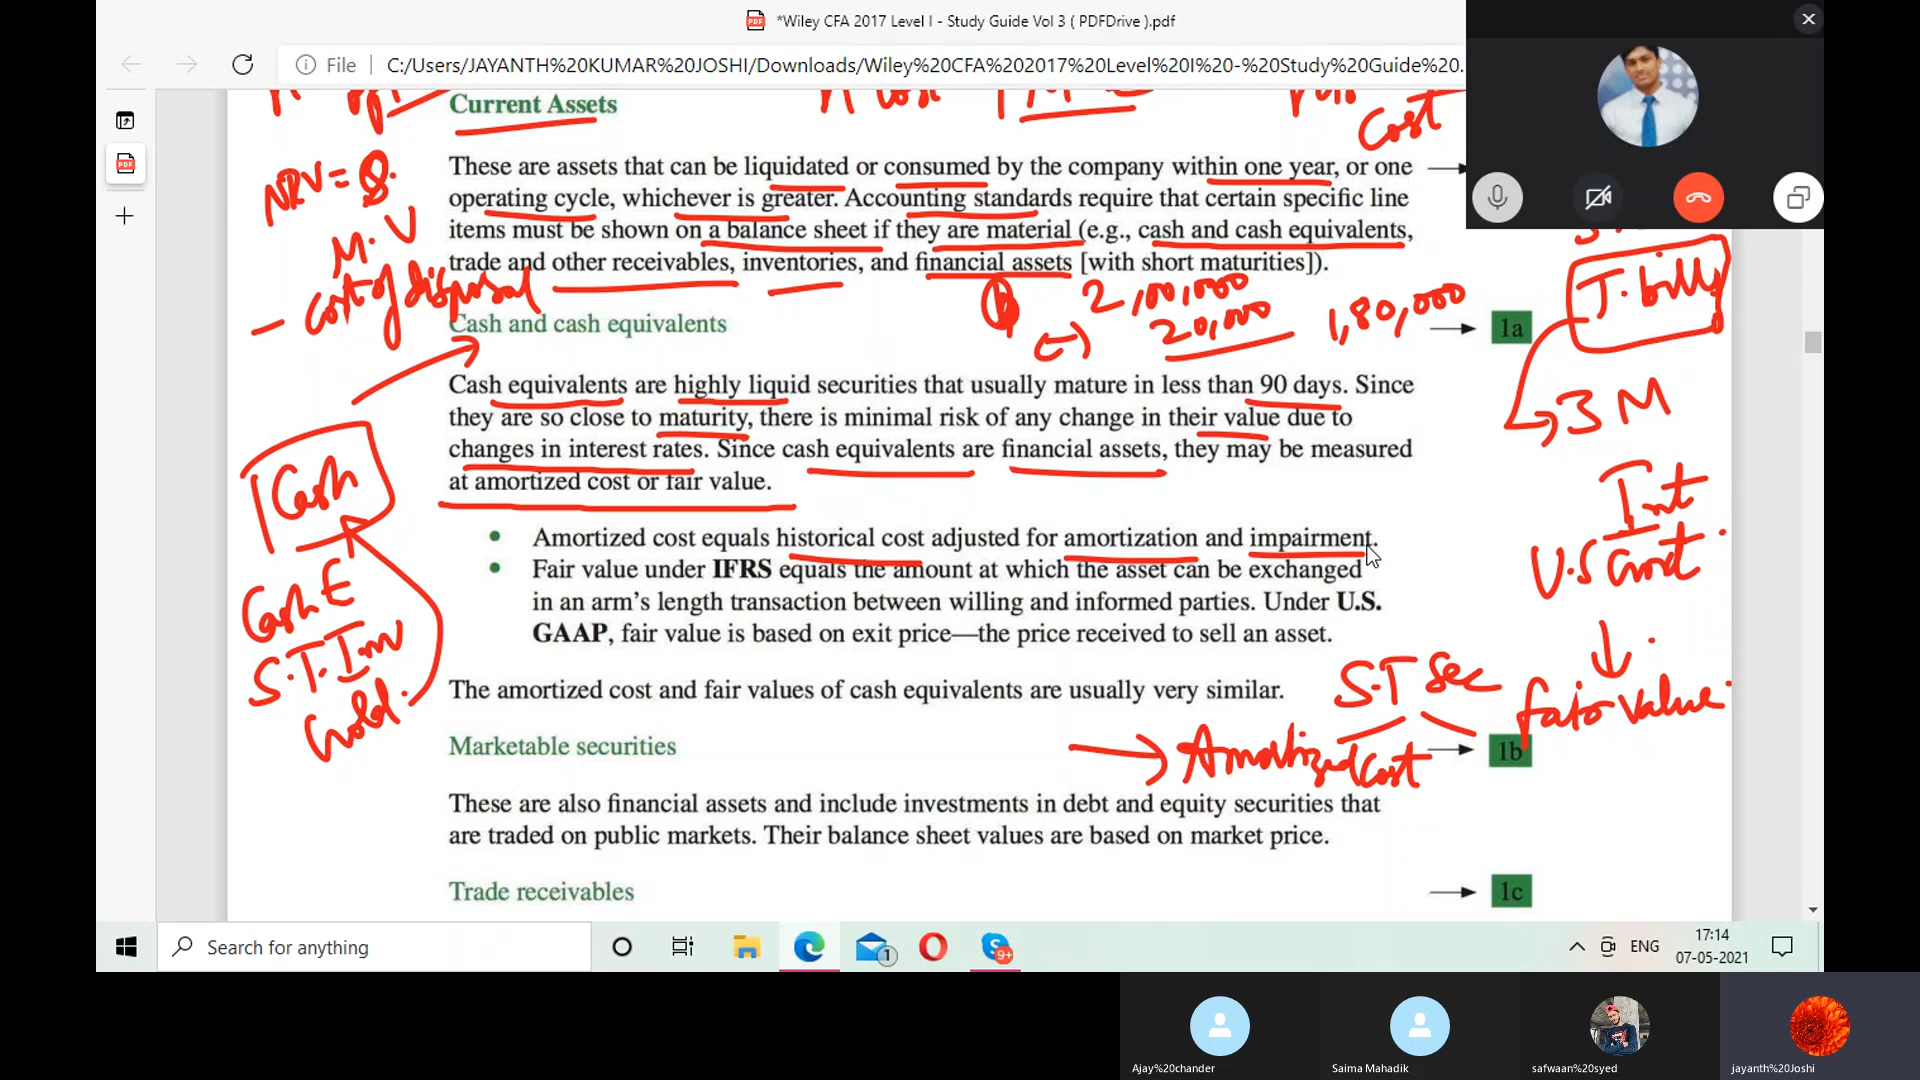 *Wiley CFA 2017 Level I - Study Guide Vol 3 ( PDFDrive ).pdf
File C:/Users/JAYANTH%20KUMAR%20JOSHI/Downloads/Wiley%20CFA%202017%20Level%20I%20-%20Study%20Guide%20.
Current Assets
Cost
These are assets that can be liquidated or consumed by the company within one year, or one
operating cycle, whichever is greater. Accounting standards require that certain specific line
items must be shown on a balance sheet if they are material (e.g., cash and cash equivalents,
trade and other receivables, inventories, and financial assets [with short maturities]).
NRV =
M.V
- Cost of disposal
2,00,000
(-) 20,000 1,80,000
T.bills
Cash and cash equivalents
1a
3 M
Cash equivalents are highly liquid securities that usually mature in less than 90 days. Since
they are so close to maturity, there is minimal risk of any change in their value due to
changes in interest rates. Since cash equivalents are financial assets, they may be measured
at amortized cost or fair value.
Cash
Cash E
S.T. Inv
Gold.
Int
U.S Govt.
Fair Value
• Amortized cost equals historical cost adjusted for amortization and impairment.
• Fair value under IFRS equals the amount at which the asset can be exchanged
in an arm’s length transaction between willing and informed parties. Under U.S.
GAAP, fair value is based on exit price—the price received to sell an asset.
The amortized cost and fair values of cash equivalents are usually very similar.
S.T Sec
Amortized Cost
Marketable securities
1b
These are also financial assets and include investments in debt and equity securities that
are traded on public markets. Their balance sheet values are based on market price.
Trade receivables
1c
Search for anything
1
9+
ENG
17:14
07-05-2021
Ajay%20chander
Saima Mahadik
safwaan%20syed
jayanth%20Joshi